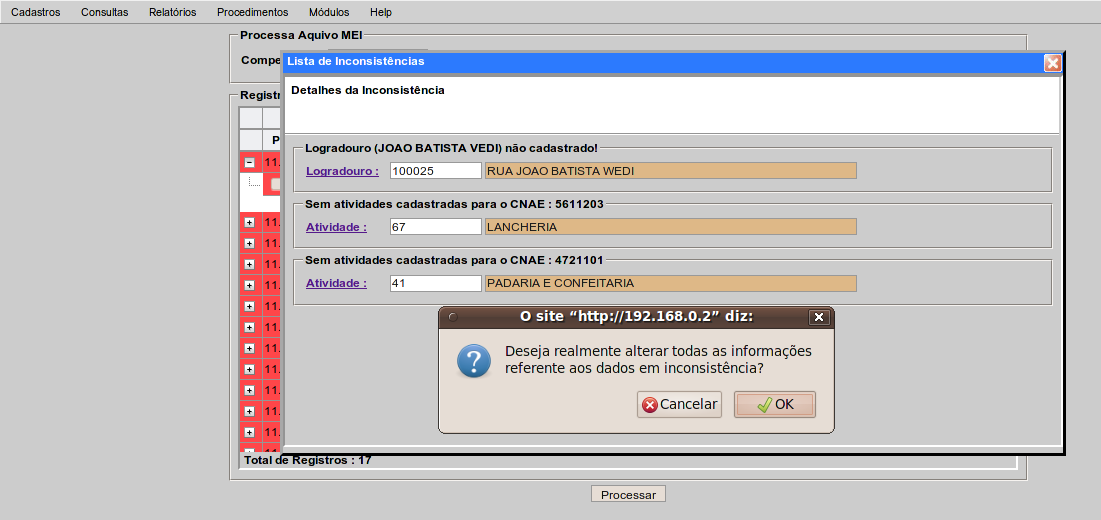 Cadastros Consultas Relatórios Procedimentos Módulos Help
Processa Aquivo MEI
Compe
Lista de Inconsistências
Detalhes da Inconsistência
Registr
P
11.
Logradouro (JOAO BATISTA VEDI) não cadastrado!
Logradouro : 100025 RUA JOAO BATISTA WEDI
Sem atividades cadastradas para o CNAE : 5611203
11.
Atividade : 67 LANCHERIA
11.
11.
Sem atividades cadastradas para o CNAE : 4721101
Atividade : 41 PADARIA E CONFEITARIA
11.
11.
11.
11.
11.
11.
11.
11.
O site “http://192.168.0.2” diz:
Deseja realmente alterar todas as informações
referente aos dados em inconsistência?
Cancelar OK
Total de Registros : 17
Processar